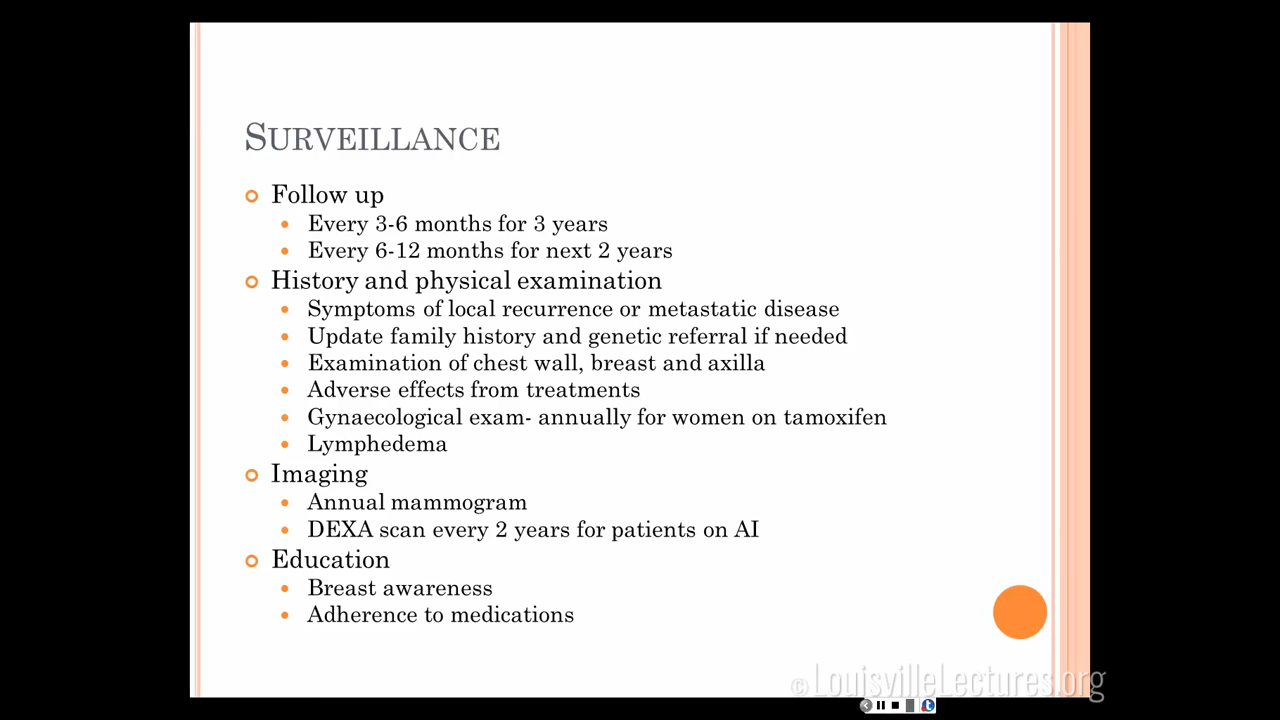 SURVEILLANCE
Follow up
Every 3-6 months for 3 years
Every 6-12 months for next 2 years
History and physical examination
Symptoms of local recurrence or metastatic disease
Update family history and genetic referral if needed
Examination of chest wall, breast and axilla
Adverse effects from treatments
Gynaecological exam- annually for women on tamoxifen
Lymphedema
Imaging
Annual mammogram
DEXA scan every 2 years for patients on AI
Education
Breast awareness
Adherence to medications
© LouisvilleLectures.org